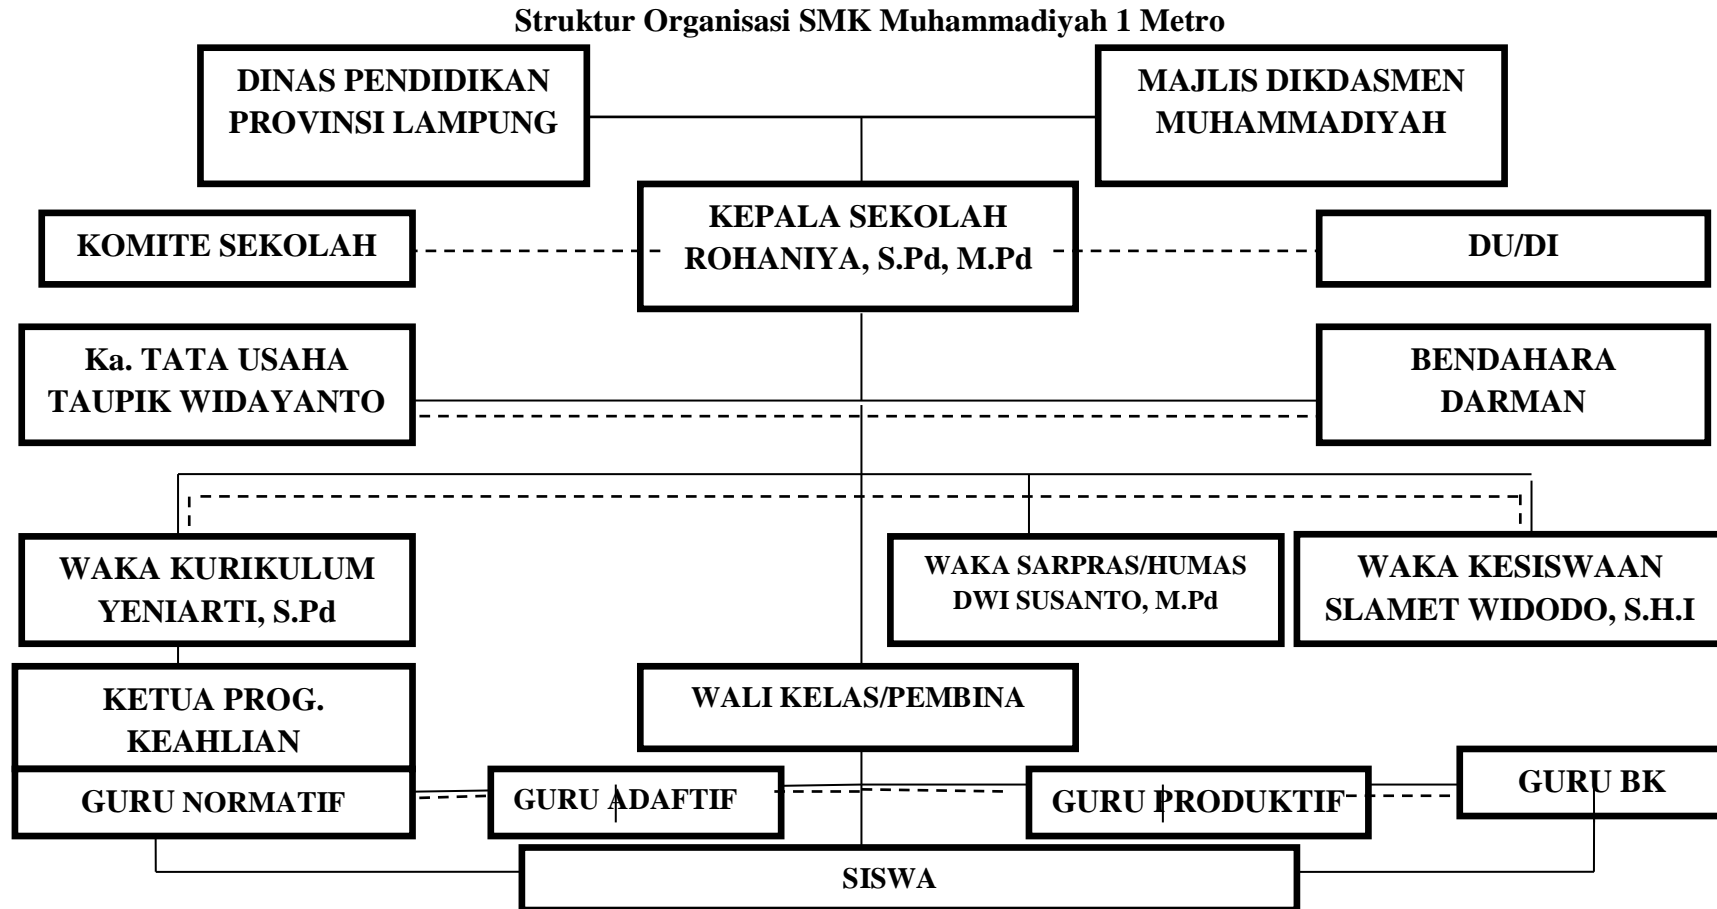 Struktur Organisasi SMK Muhammadiyah 1 Metro
DINAS PENDIDIKAN
PROVINSI LAMPUNG
MAJLIS DIKDASMEN
MUHAMMADIYAH
KOMITE SEKOLAH
KEPALA SEKOLAH
ROHANIYA, S.Pd, M.Pd
DU/DI
Ka. TATA USAHA
TAUPIK WIDAYANTO
BENDAHARA
DARMAN
WAKA KURIKULUM
YENIARTI, S.Pd
WAKA SARPRAS/HUMAS
DWI SUSANTO, M.Pd
WAKA KESISWAAN
SLAMET WIDODO, S.H.I
KETUA PROG.
KEAHLIAN
WALI KELAS/PEMBINA
GURU NORMATIF
GURU ADAFTIF
GURU PRODUKTIF
GURU BK
SISWA